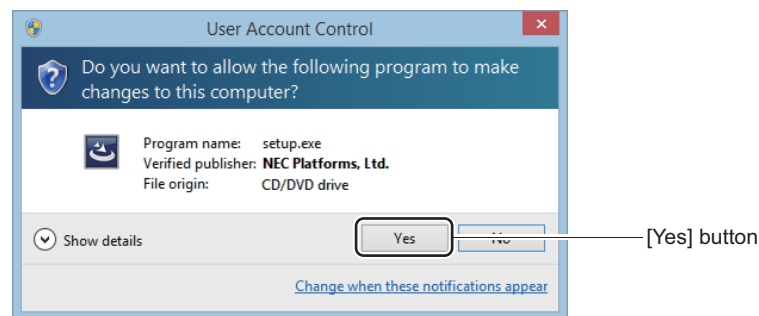 User Account Control
Do you want to allow the following program to make
changes to this computer?
Program name: setup.exe
Verified publisher: NEC Platforms, Ltd.
File origin: CD/DVD drive
Show details Yes No [Yes] button
Change when these notifications appear